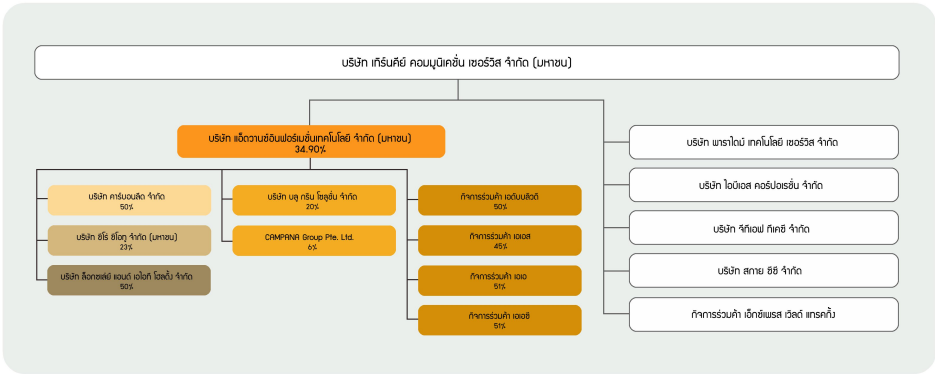 บริษัท เทิร์นคีย์ คอมมูนิเคชั่น เซอร์วิส จำกัด (มหาชน)
บริษัท แอ็ดวานซ์อินฟอร์เมชั่นเทคโนโลยี จำกัด (มหาชน)
34.90%
บริษัท คาร์บอนลิด จำกัด
50%
บริษัท ซีโร่ ซีโอทู จำกัด (มหาชน)
23%
บริษัท ล็อกซเล่ย์ แอนด์ เอไอที โฮลดิ้ง จำกัด
50%
บริษัท บลู กรีน โซลูชั่น จำกัด
20%
CAMPANA Group Pte. Ltd.
6%
กิจการร่วมค้า เอดับบลิวดี
50%
กิจการร่วมค้า เอเอส
45%
กิจการร่วมค้า เอเอ
51%
กิจการร่วมค้า เอเอซี
51%
บริษัท พาราไดม์ เทคโนโลยี เซอร์วิส จำกัด
บริษัท ไอบีเอส คอร์ปอเรชั่น จำกัด
บริษัท จีทีเอฟ ทีเคซี จำกัด
บริษัท สกาย ซีซี จำกัด
กิจการร่วมค้า เอ็กซ์เพรส เวิลด์ แทรคกิ้ง